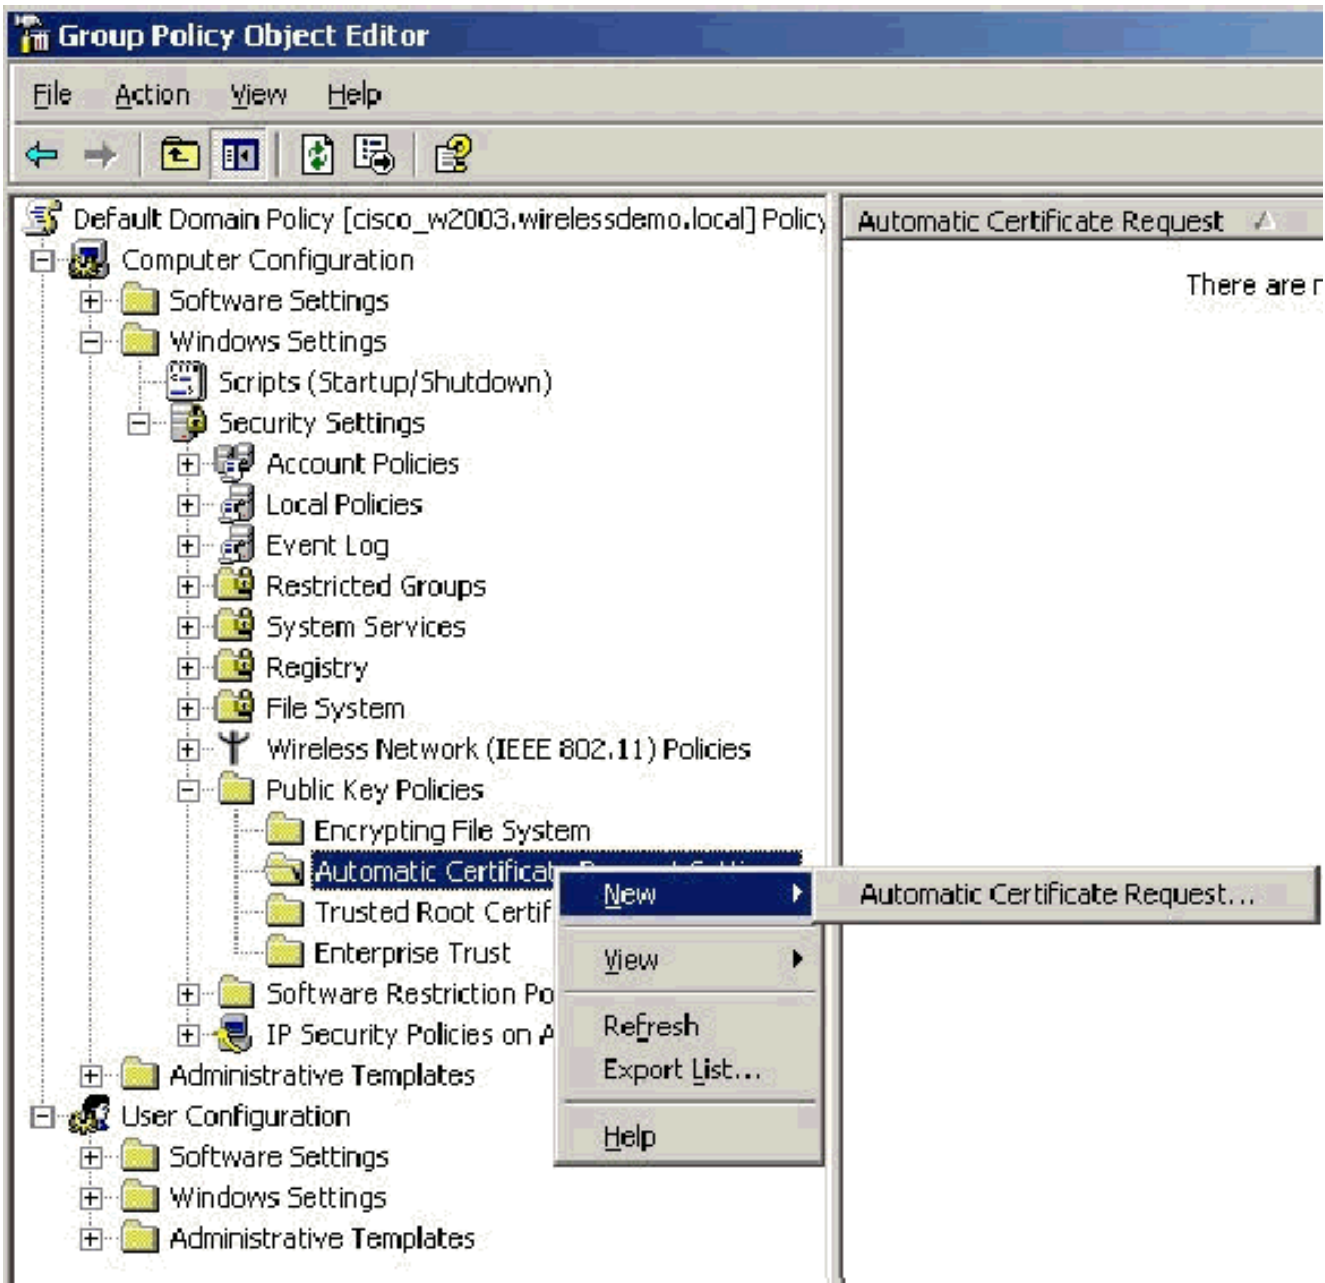 Group Policy Object Editor
File Action View Help
Default Domain Policy [cisco_w2003.wirelessdemo.local] Policy
Computer Configuration
Software Settings
Windows Settings
Scripts (Startup/Shutdown)
Security Settings
Account Policies
Local Policies
Event Log
Restricted Groups
System Services
Registry
File System
Wireless Network (IEEE 802.11) Policies
Public Key Policies
Encrypting File System
Automatic Certificat
Trusted Root Certif
Enterprise Trust
Software Restriction Po
IP Security Policies on A
Administrative Templates
User Configuration
Software Settings
Windows Settings
Administrative Templates
Automatic Certificate Request
There are
New
View
Refresh
Export List...
Help
Automatic Certificate Request...